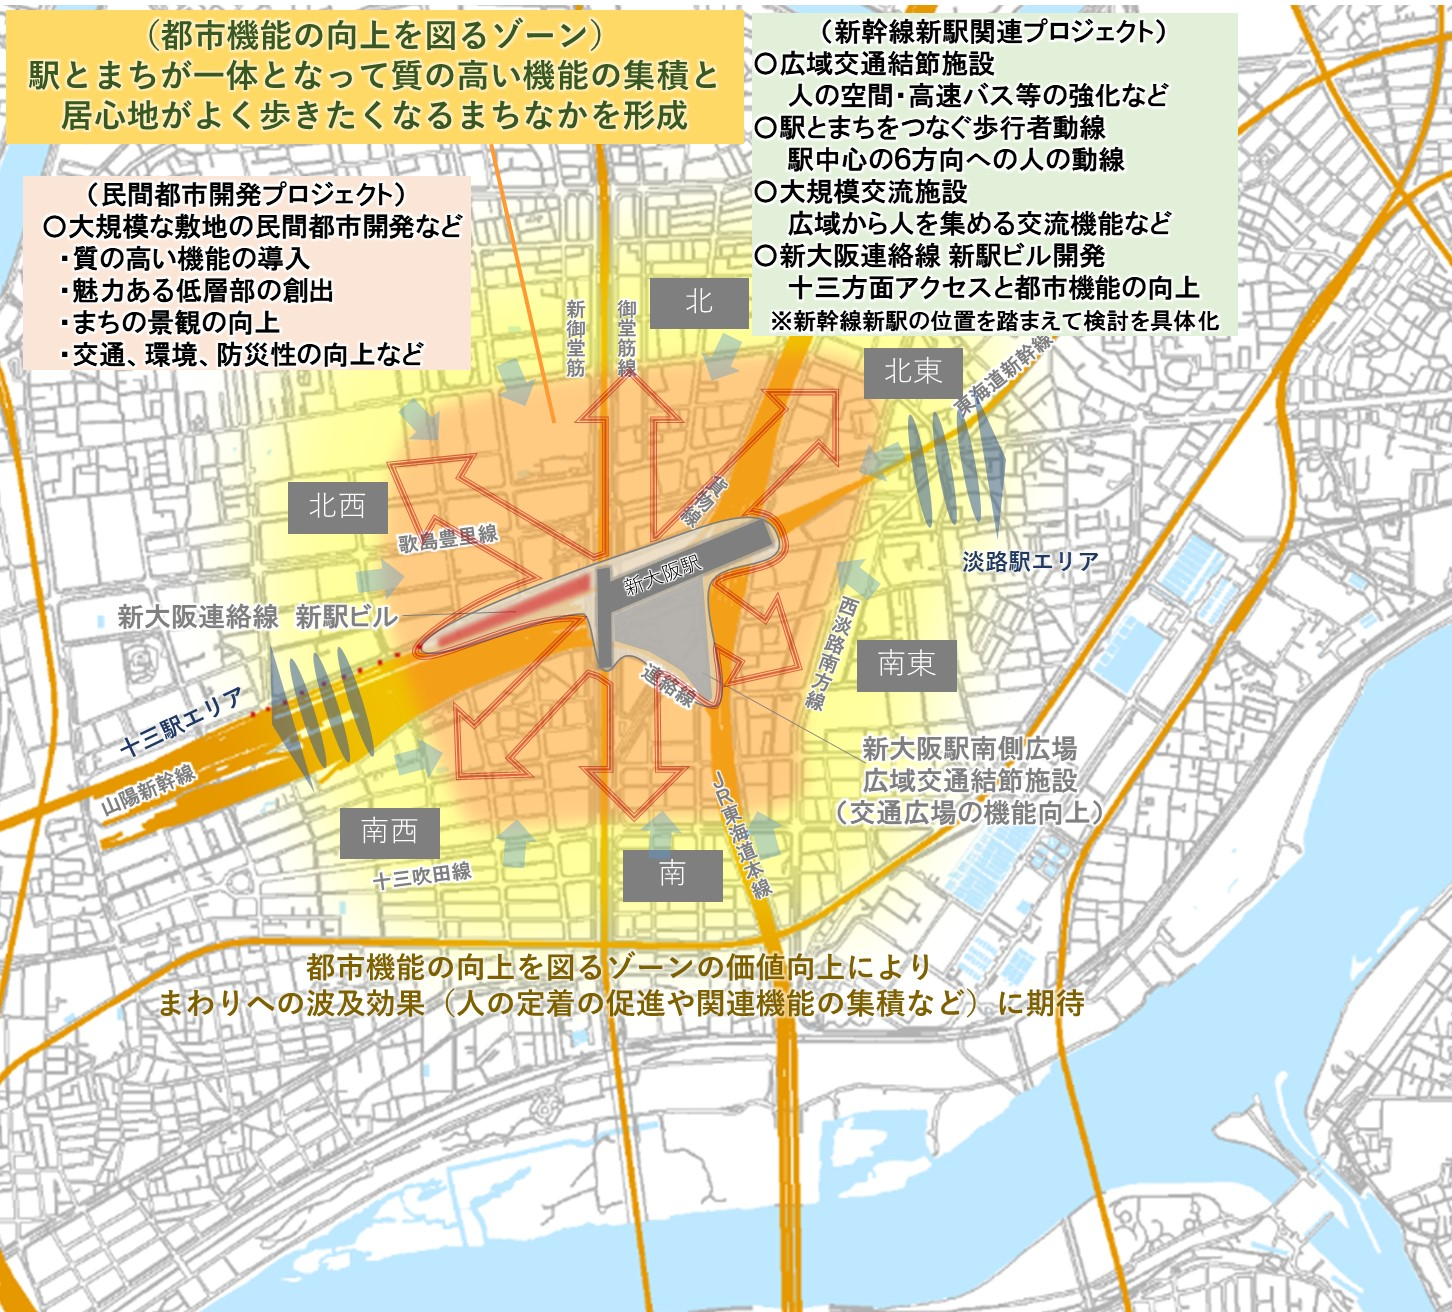 （都市機能の向上を図るゾーン）
駅とまちが一体となって質の高い機能の集積と
居心地がよく歩きたくなるまちなかを形成
（新幹線新駅関連プロジェクト）
○広域交通結節施設
人の空間・高速バス等の強化など
○駅とまちをつなぐ歩行者動線
駅中心の6方向への人の動線
○大規模交流施設
広域から人を集める交流機能など
○新大阪連絡線 新駅ビル開発
十三方面アクセスと都市機能の向上
※新幹線新駅の位置を踏まえて検討を具体化
（民間都市開発プロジェクト）
○大規模な敷地の民間都市開発など
・質の高い機能の導入
・魅力ある低層部の創出
・まちの景観の向上
・交通、環境、防災性の向上など
新御堂筋
御堂筋線
北
北東
東海道新幹線
北西
歌島豊里線
貨物線
新大阪駅
淡路駅エリア
新大阪連絡線 新駅ビル
西淡路南方線
南東
連絡線
十三駅エリア
山陽新幹線
新大阪駅南側広場
広域交通結節施設
（交通広場の機能向上）
JR東海道本線
南西
南
十三吹田線
都市機能の向上を図るゾーンの価値向上により
まわりへの波及効果（人の定着の促進や関連機能の集積など）に期待